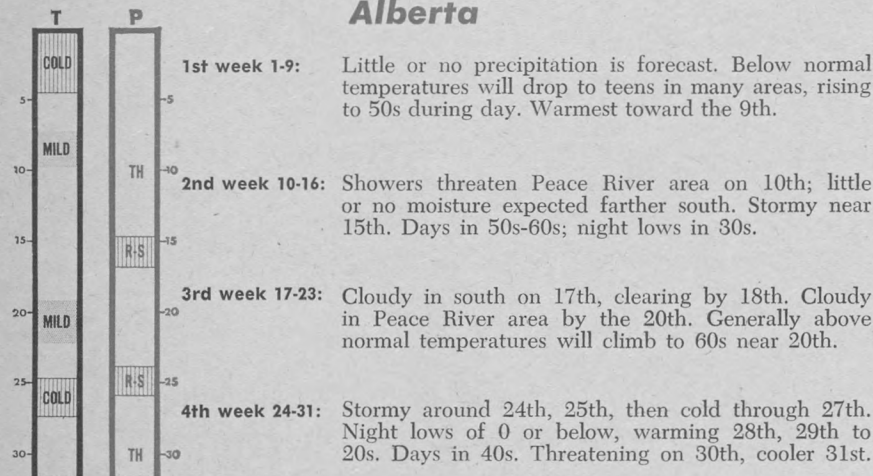 Alberta
T P
COLD
5- -5
MILD
10- TH -10
15- -15
R-S
20- MILD -20
25- R-S -25
COLD
30- TH -30
1st week 1-9: Little or no precipitation is forecast. Below normal
temperatures will drop to teens in many areas, rising
to 50s during day. Warmest toward the 9th.
2nd week 10-16: Showers threaten Peace River area on 10th; little
or no moisture expected farther south. Stormy near
15th. Days in 50s-60s; night lows in 30s.
3rd week 17-23: Cloudy in south on 17th, clearing by 18th. Cloudy
in Peace River area by the 20th. Generally above
normal temperatures will climb to 60s near 20th.
4th week 24-31: Stormy around 24th, 25th, then cold through 27th.
Night lows of 0 or below, warming 28th, 29th to
20s. Days in 40s. Threatening on 30th, cooler 31st.